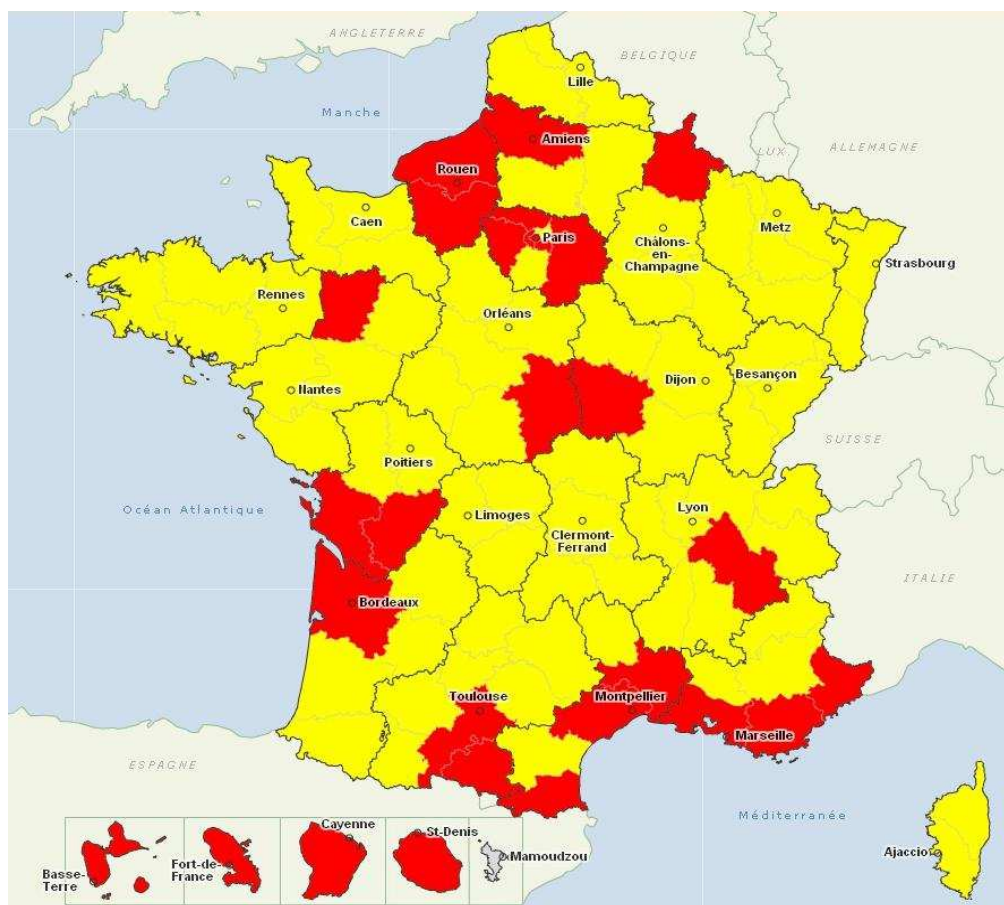 ANGLETERRE
BELGIQUE
Lille
Manche
Amiens
LUX
ALLEMAGNE
Rouen
Caen
Paris
Châlons-
en-
Champagne
Metz
Strasbourg
Rennes
Orléans
Nantes
Dijon
Besançon
SUISSE
Poitiers
Océan Atlantique
Limoges
Clermont-
Ferrand
Lyon
ITALIE
Bordeaux
Toulouse
Montpellier
Marseille
ESPAGNE
Méditerranée
Ajaccio
Basse-
Terre
Fort-de-
France
Cayenne
St-Denis
Mamoudzou